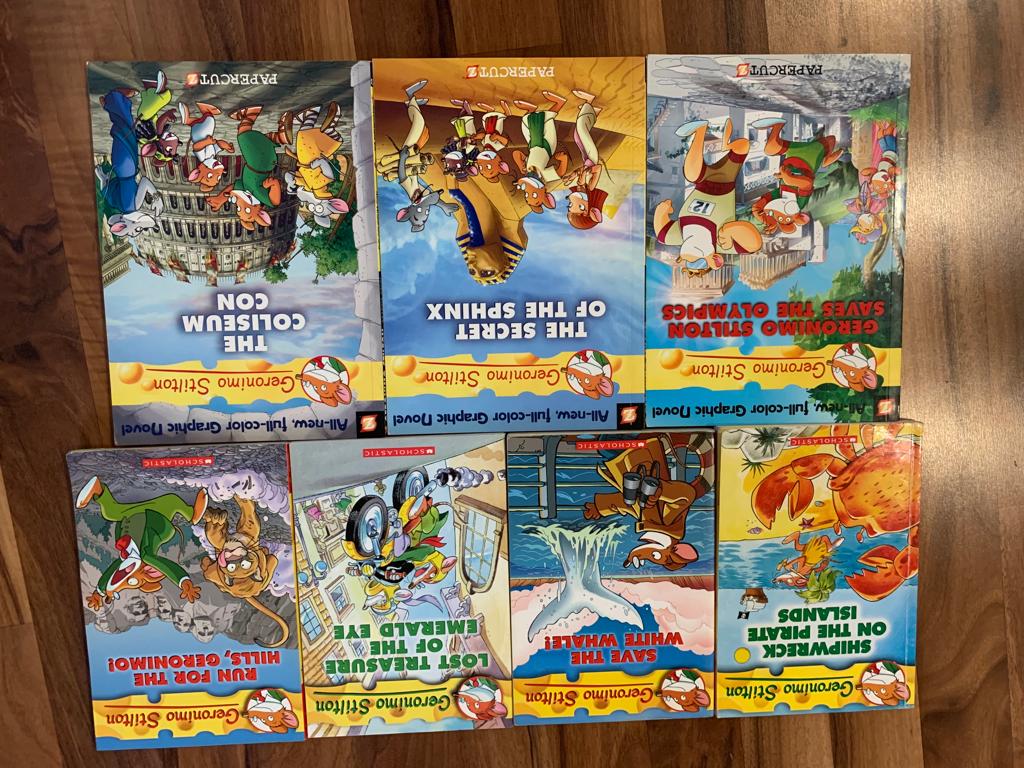 Geronimo Stilton
SHIPWRECK
ON THE PIRATE
ISLANDS
SCHOLASTIC
Geronimo Stilton
SAVE THE
WHITE WHALE!
SCHOLASTIC
Geronimo Stilton
LOST TREASURE
OF THE
EMERALD EYE
SCHOLASTIC
Geronimo Stilton
RUN FOR THE
HILLS, GERONIMO!
SCHOLASTIC
All-new, full-color Graphic Novel
Geronimo Stilton
GERONIMO STILTON
SAVES THE OLYMPICS
12
PAPERCUTZ
All-new, full-color Graphic Novel
Geronimo Stilton
THE SECRET
OF THE SPHINX
PAPERCUTZ
All-new, full-color Graphic Novel
Geronimo Stilton
THE
COLISEUM
CON
PAPERCUTZ